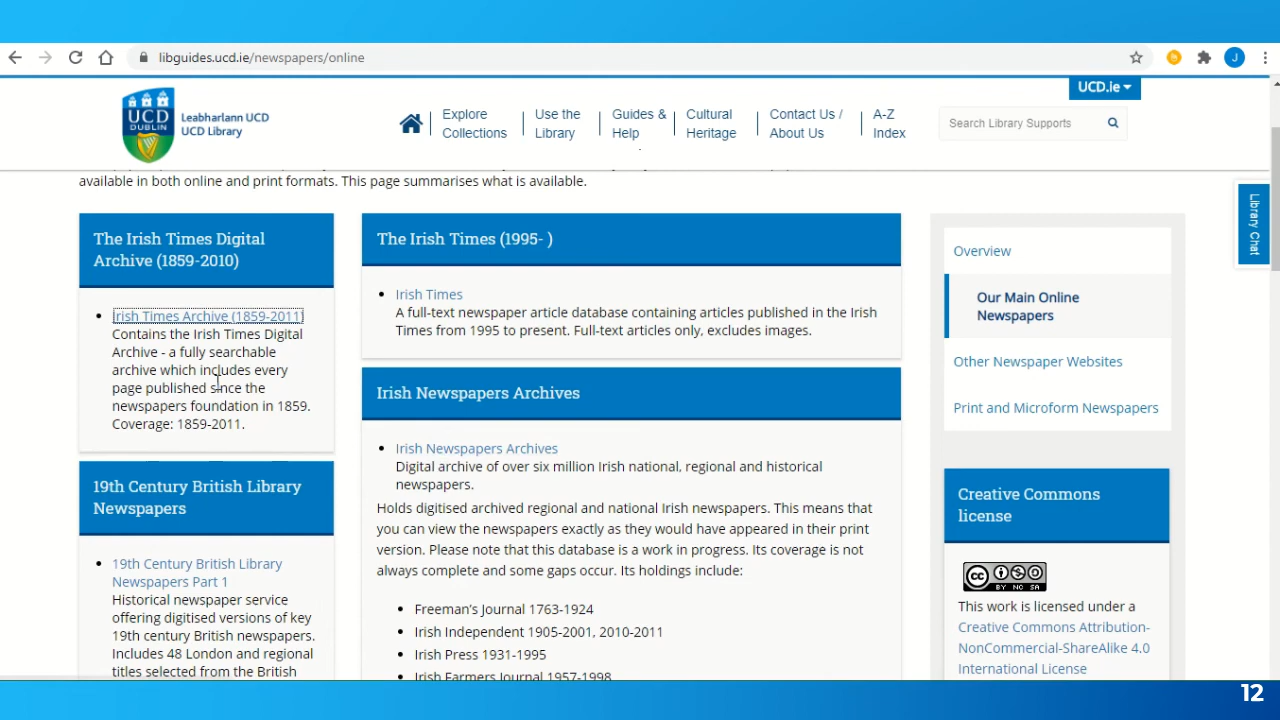 libguides.ucd.ie/newspapers/online
J
UCD.ie
UCD
DUBLIN
Leabharlann UCD
UCD Library
Explore
Collections
Use the
Library
Guides &
Help
Cultural
Heritage
Contact Us /
About Us
A-Z
Index
Search Library Supports
Library Chat
available in both online and print formats. This page summarises what is available.
The Irish Times Digital
Archive (1859-2010)
Irish Times Archive (1859-2011)
Contains the Irish Times Digital
Archive - a fully searchable
archive which includes every
page published since the
newspapers foundation in 1859.
Coverage: 1859-2011.
19th Century British Library
Newspapers
19th Century British Library
Newspapers Part 1
Historical newspaper service
offering digitised versions of key
19th century British newspapers.
Includes 48 London and regional
titles selected from the British
The Irish Times (1995- )
Irish Times
A full-text newspaper article database containing articles published in the Irish
Times from 1995 to present. Full-text articles only, excludes images.
Irish Newspapers Archives
Irish Newspapers Archives
Digital archive of over six million Irish national, regional and historical
newspapers.
Holds digitised archived regional and national Irish newspapers. This means that
you can view the newspapers exactly as they would have appeared in their print
version. Please note that this database is a work in progress. Its coverage is not
always complete and some gaps occur. Its holdings include:
Freeman's Journal 1763-1924
Irish Independent 1905-2001, 2010-2011
Irish Press 1931-1995
Irish Farmers Journal 1957-1998
Overview
Our Main Online
Newspapers
Other Newspaper Websites
Print and Microform Newspapers
Creative Commons
license
CC
BY NC SA
This work is licensed under a
Creative Commons Attribution-
NonCommercial-ShareAlike 4.0
International License
12